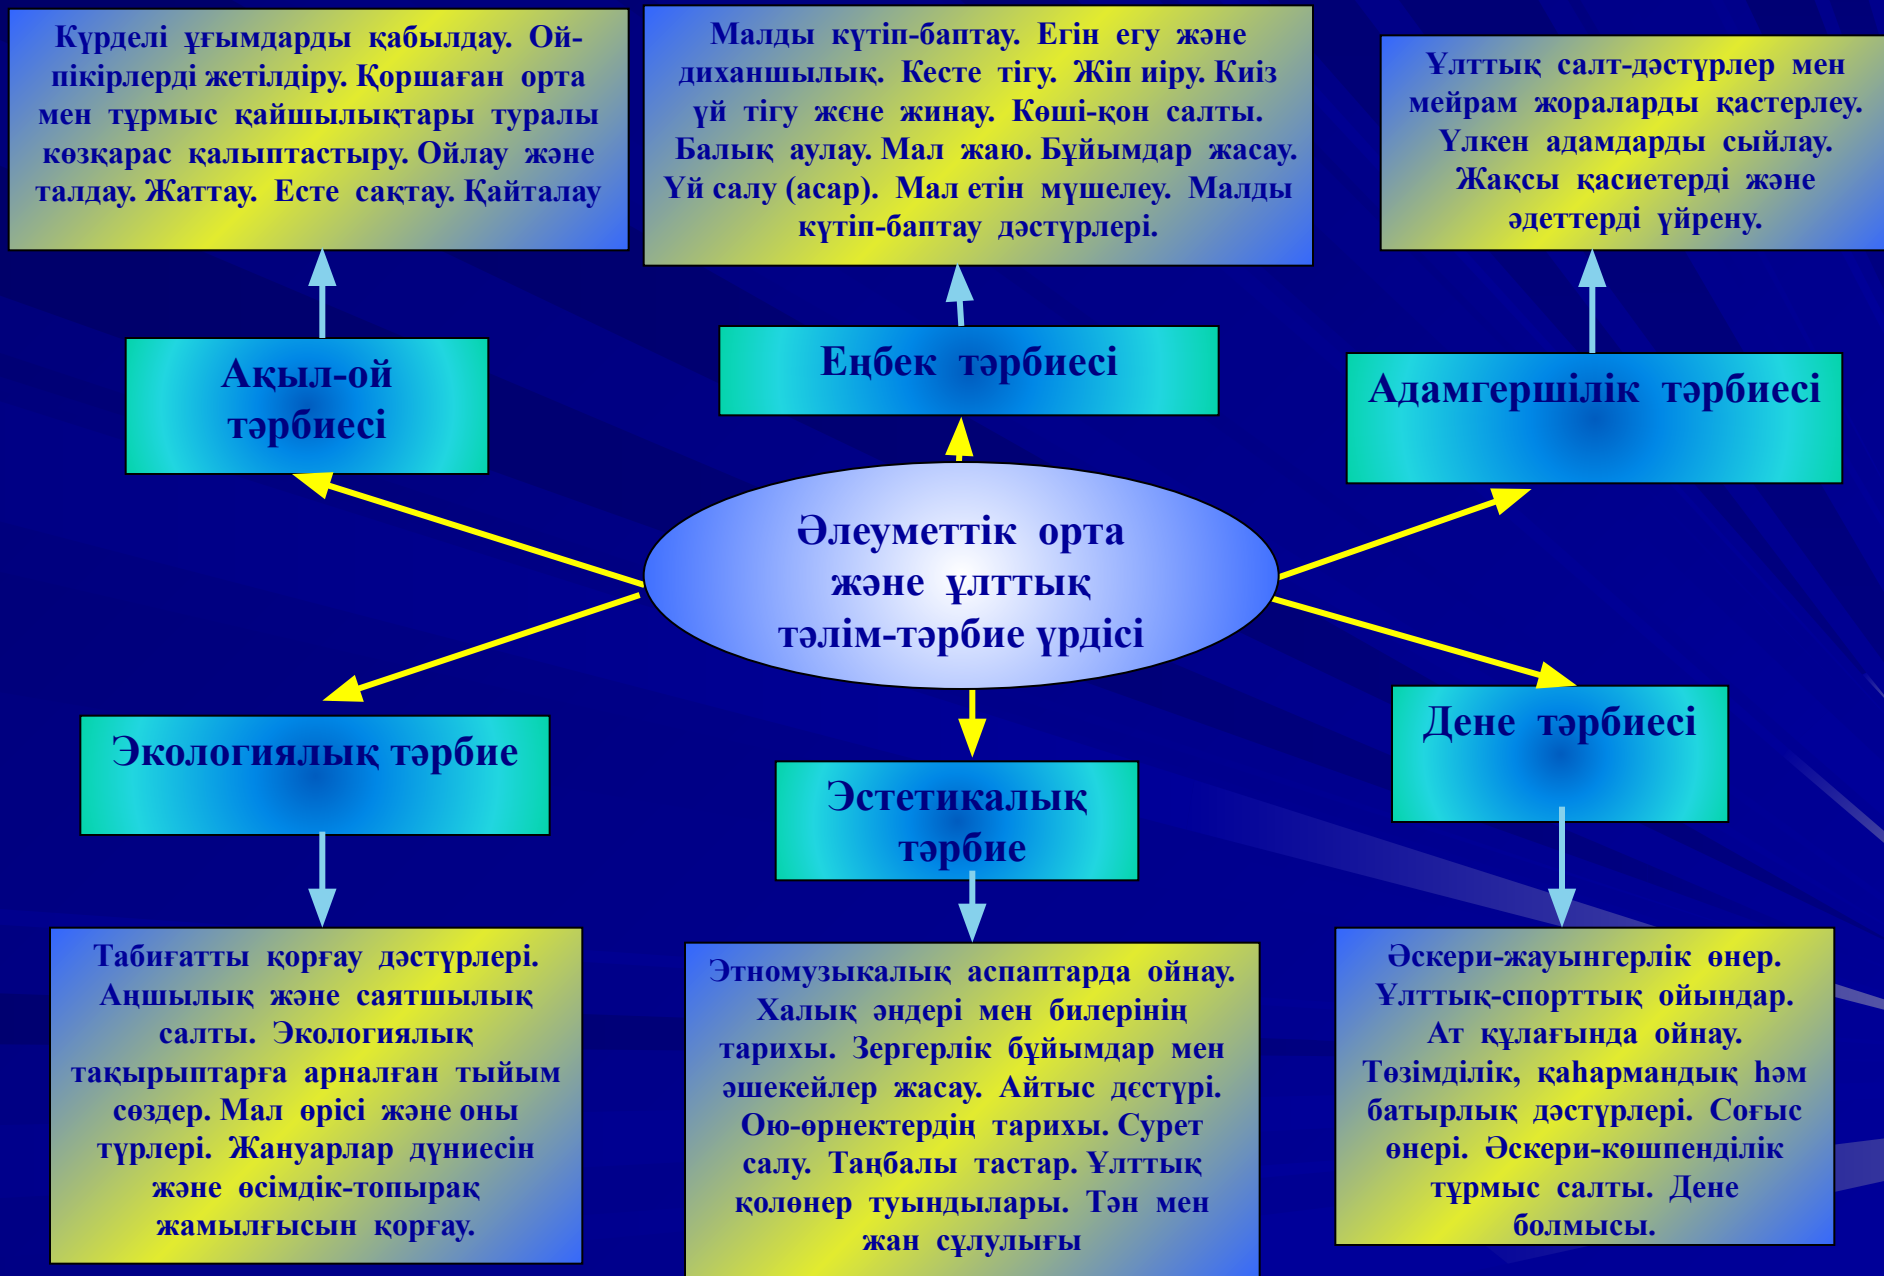 Күрделі ұғымдарды қабылдау. Ой-
пікірлерді жетілдіру. Қоршаған орта
мен тұрмыс қайшылықтары туралы
көзқарас қалыптастыру. Ойлау және
талдау. Жаттау. Есте сақтау. Қайталау
Малды күтіп-баптау. Егін егу және
диханшылық. Кесте тігу. Жіп иіру. Киіз
үй тігу жєне жинау. Көші-қон салты.
Балық аулау. Мал жаю. Бұйымдар жасау.
Үй салу (асар). Мал етін мүшелеу. Малды
күтіп-баптау дәстүрлері.
Ұлттық салт-дәстүрлер мен
мейрам жораларды қастерлеу.
Үлкен адамдарды сыйлау.
Жақсы қасиетерді және
әдеттерді үйрену.
Ақыл-ой
тәрбиесі
Еңбек тәрбиесі
Адамгершілік тәрбиесі
Әлеуметтік орта
және ұлттық
тәлім-тәрбие үрдісі
Экологиялық тәрбие
Эстетикалық
тәрбие
Дене тәрбиесі
Табиғатты қорғау дәстүрлері.
Аңшылық және саятшылық
салты. Экологиялық
тақырыптарға арналған тыйым
сөздер. Мал өрісі және оны
түрлері. Жануарлар дүниесін
және өсімдік-топырақ
жамылғысын қорғау.
Этномузыкалық аспаптарда ойнау.
Халық әндері мен билерінің
тарихы. Зергерлік бұйымдар мен
әшекейлер жасау. Айтыс дєстүрі.
Ою-өрнектердің тарихы. Сурет
салу. Таңбалы тастар. Ұлттық
қолөнер туындылары. Тән мен
жан сұлулығы
Әскери-жауынгерлік өнер.
Ұлттық-спорттық ойындар.
Ат құлағында ойнау.
Төзімділік, қаһармандық һәм
батырлық дәстүрлері. Соғыс
өнері. Әскери-көшпенділік
тұрмыс салты. Дене
болмысы.